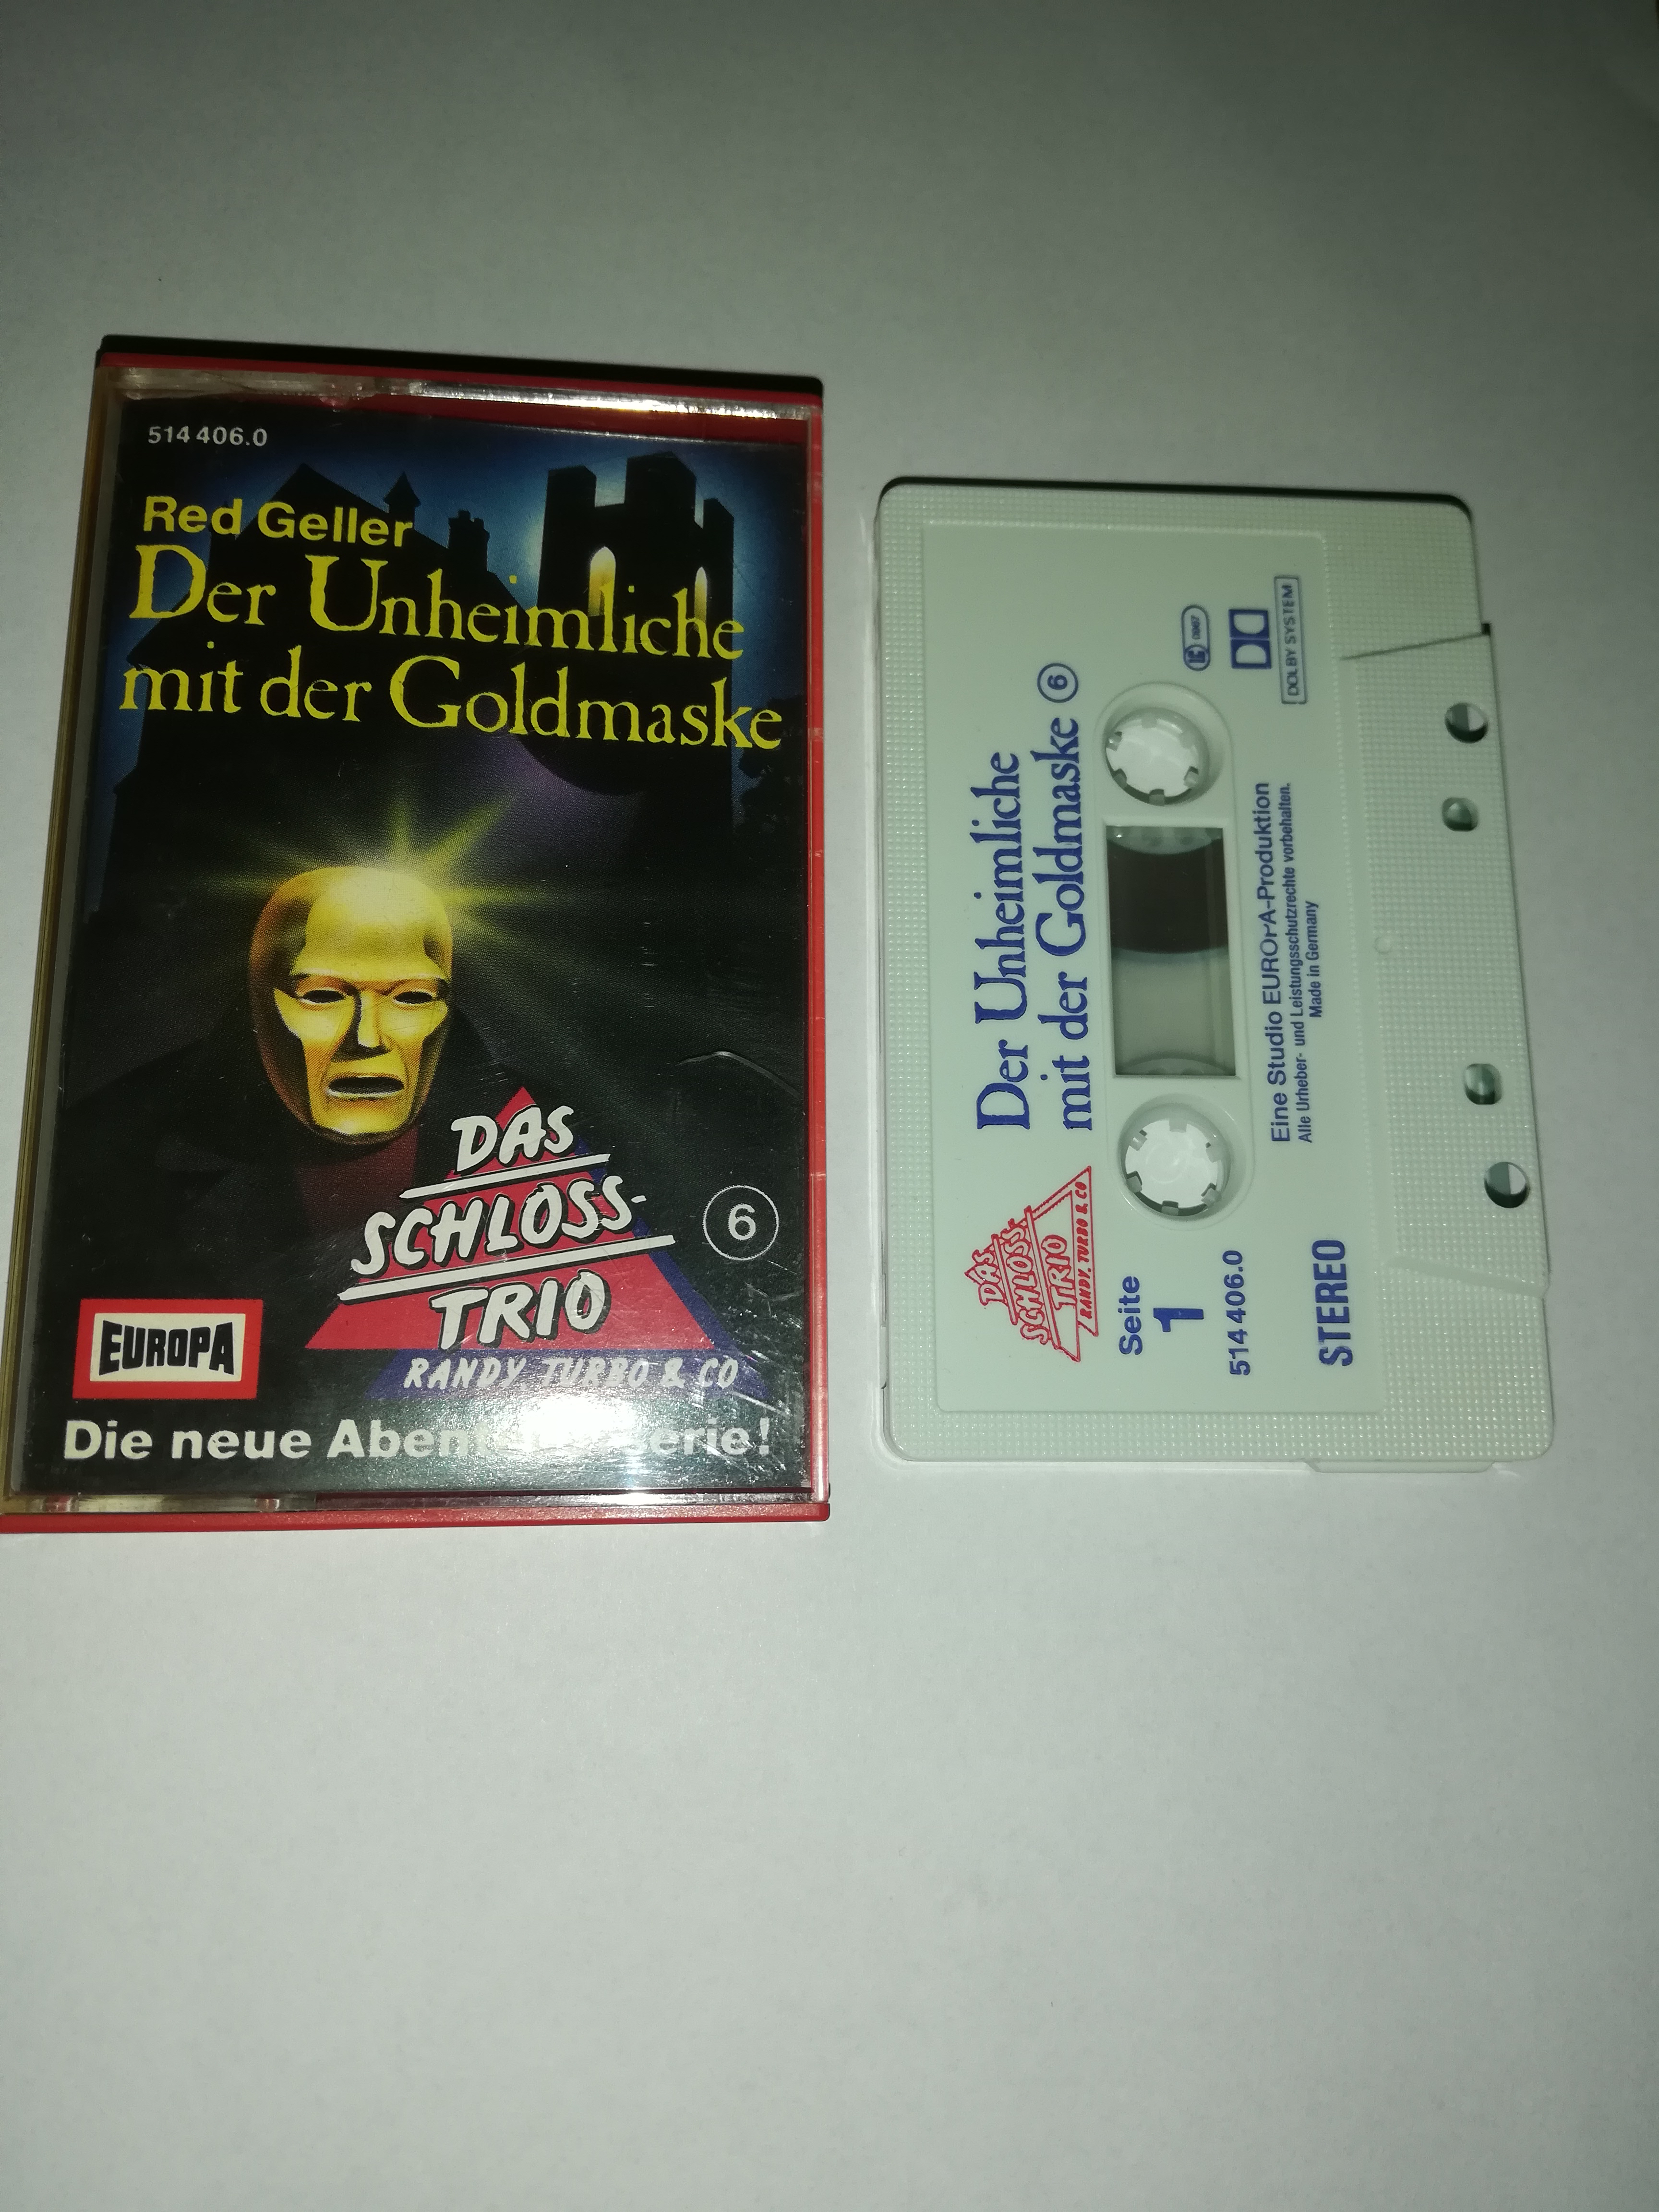 514 406.0
Red Geller
Der Unheimliche
mit der Goldmaske
DAS
SCHLOSS-
TRIO
RANDY, TURBO & CO
6
EUROPA
Die neue Abenteuerserie!
Der Unheimliche
mit der Goldmaske 6
DAS
SCHLOSS-
TRIO
RANDY, TURBO & CO
Seite
1
514 406.0
STEREO
DOLBY SYSTEM
Eine Studio EUROPA-Produktion
Alle Urheber- und Leistungsschutzrechte vorbehalten.
Made in Germany